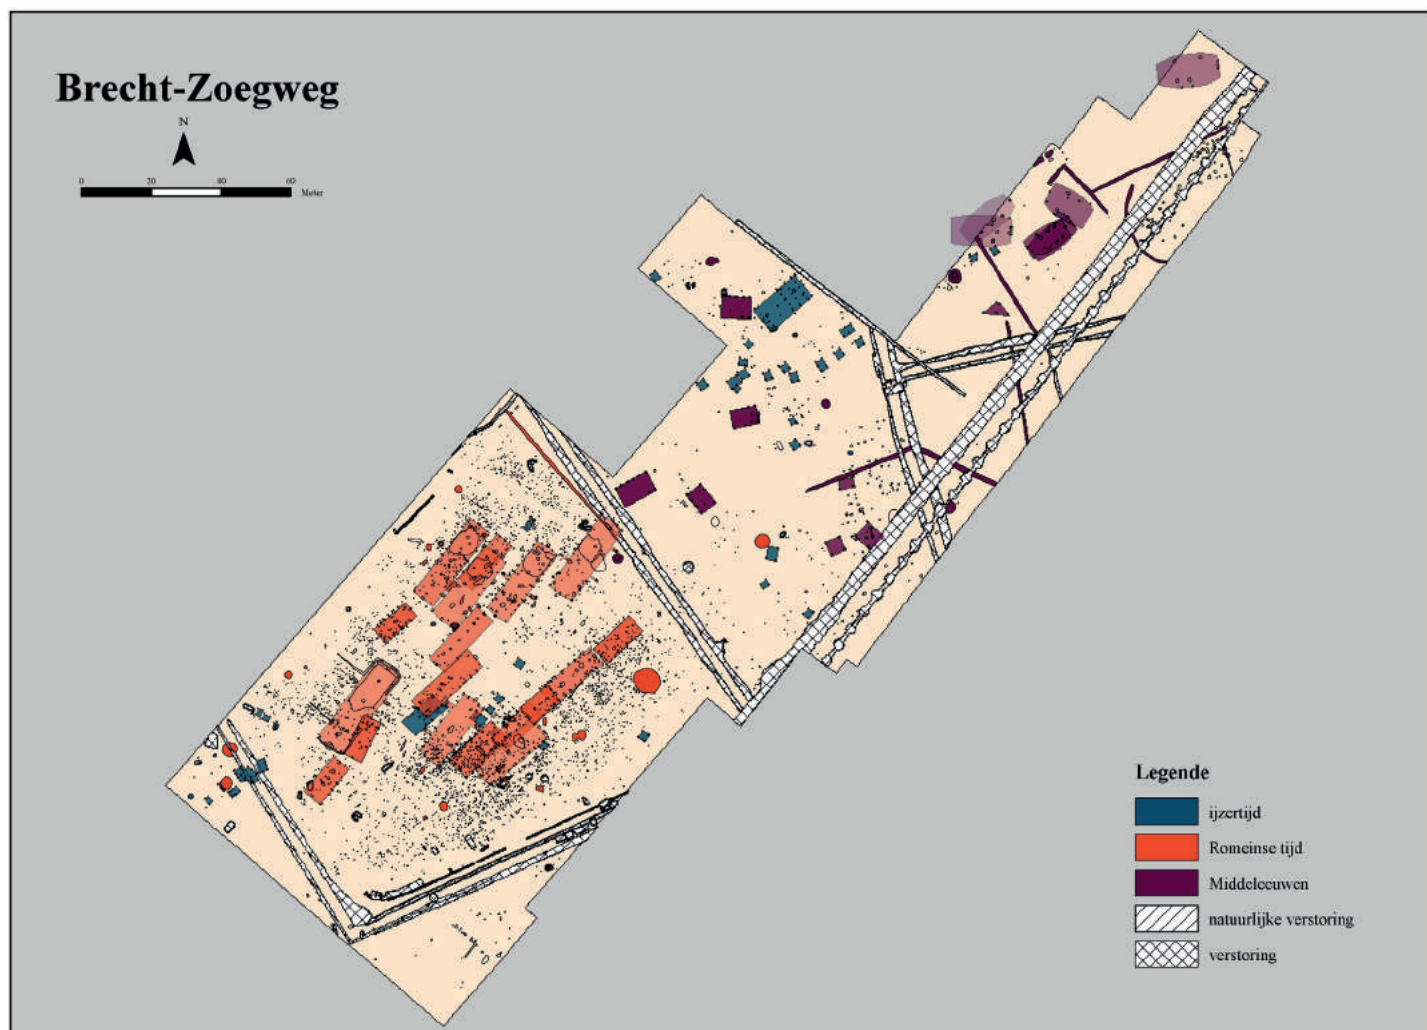 Brecht-Zoegweg
N
0 20 40 60
Meter
Legende
ijzertijd
Romeinse tijd
Middeleeuwen
natuurlijke verstoring
verstoring